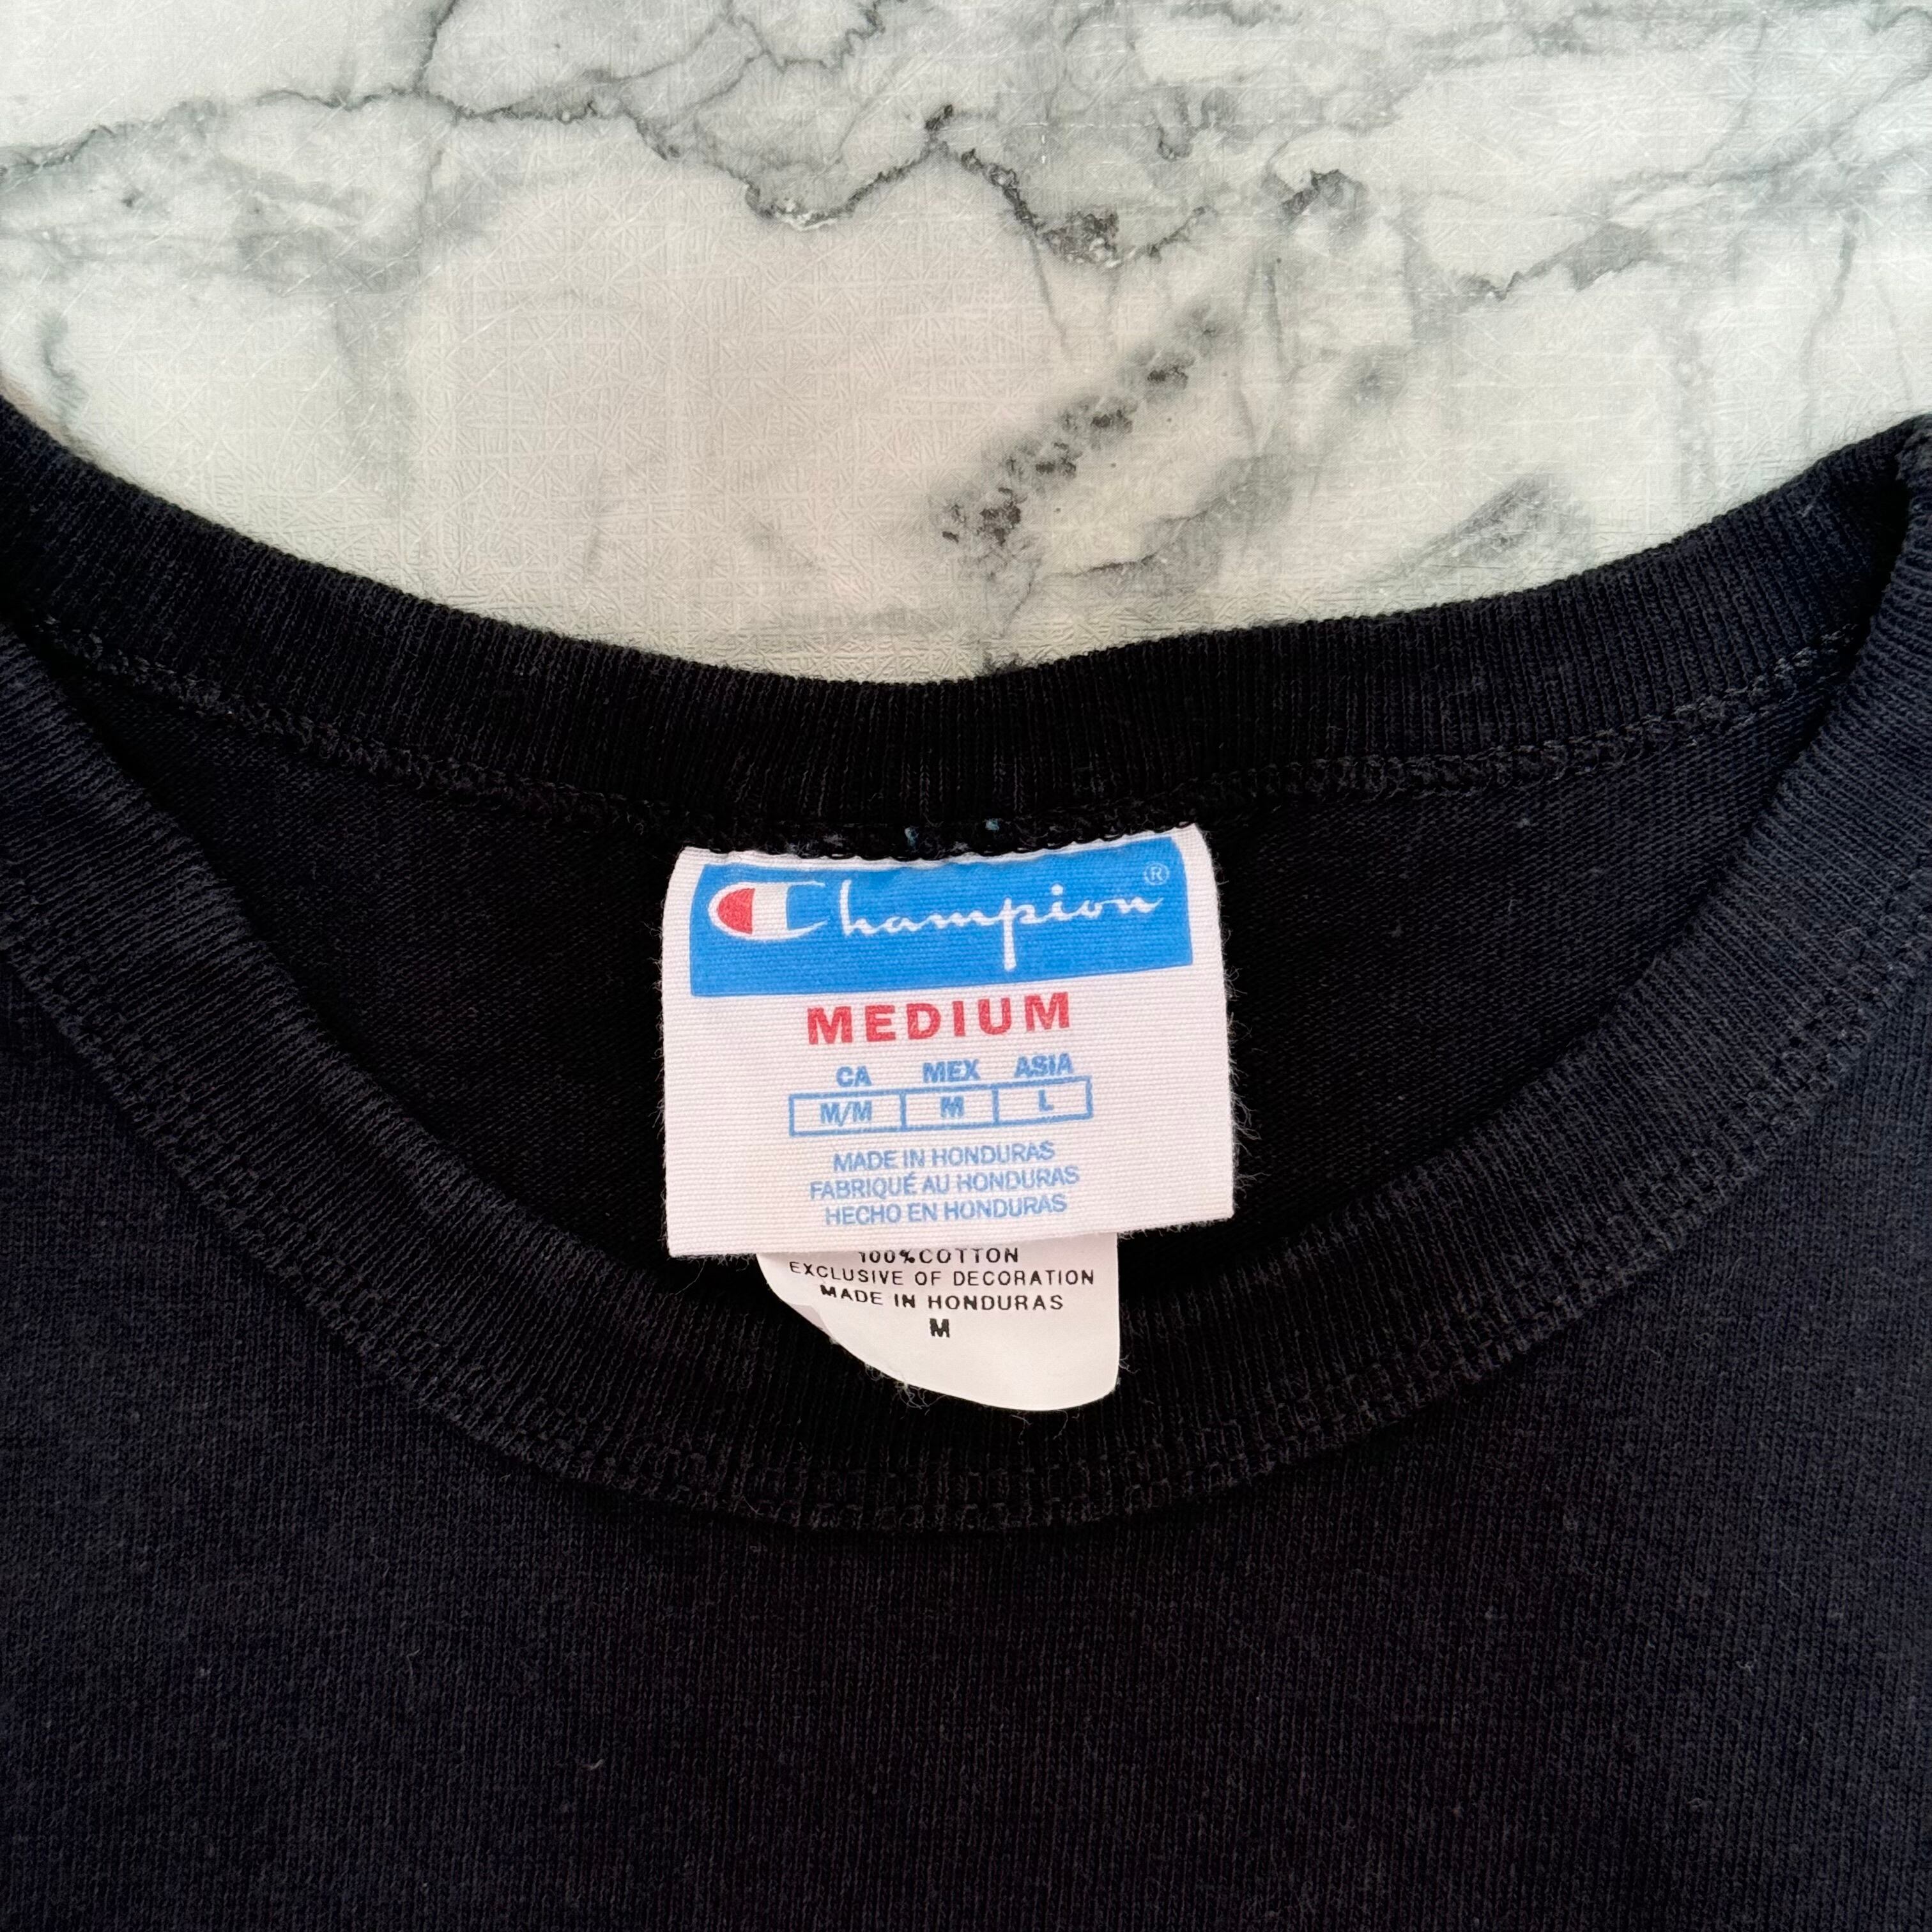 Champion®
MEDIUM
CA MEX ASIA
M/M M L
MADE IN HONDURAS
FABRIQUÉ AU HONDURAS
HECHO EN HONDURAS
100%COTTON
EXCLUSIVE OF DECORATION
MADE IN HONDURAS
M